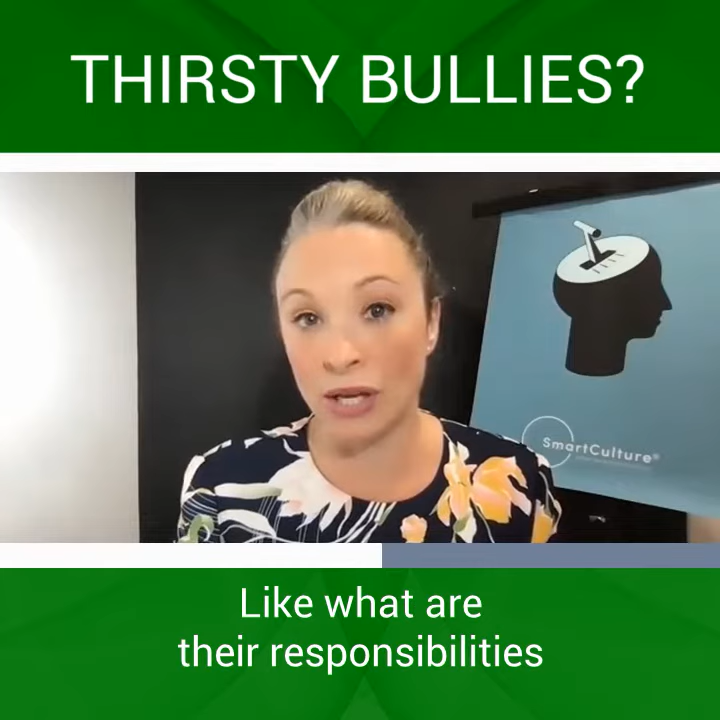 THIRSTY BULLIES?
SmartCulture®
Like what are
their responsibilities